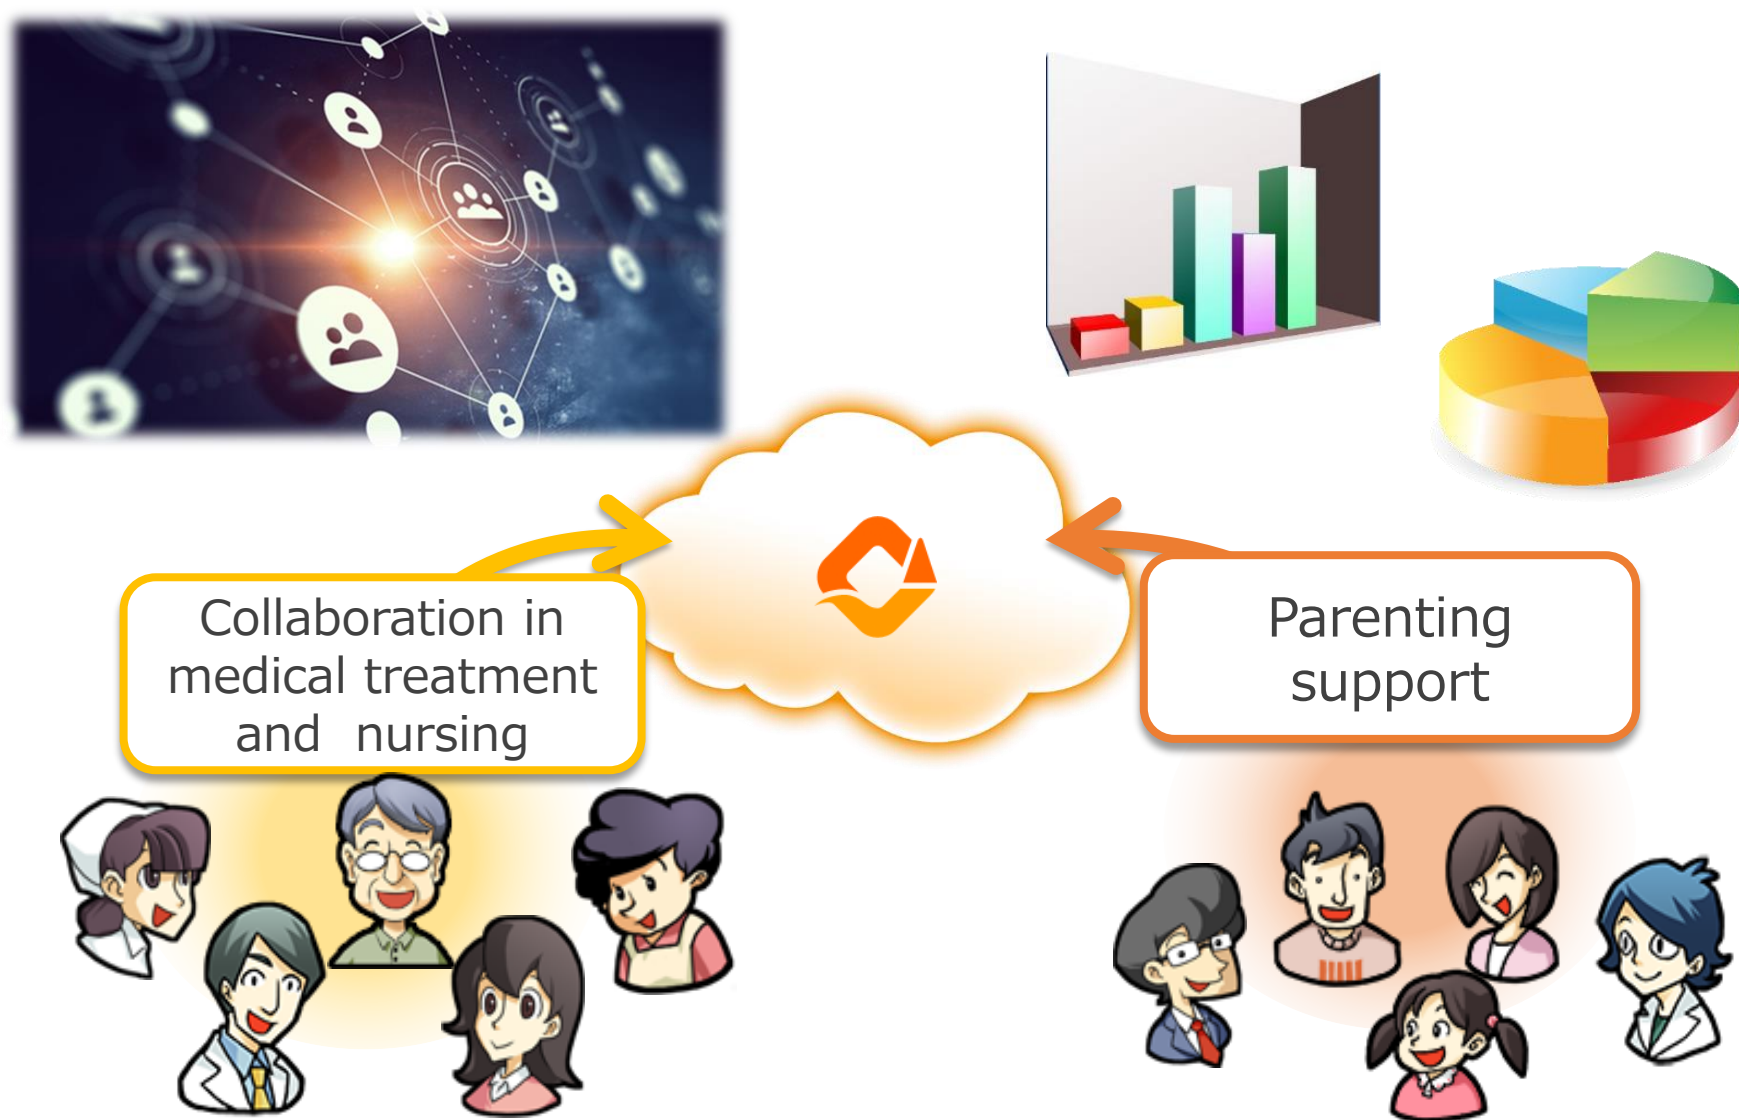 Collaboration in
medical treatment
and nursing
Parenting
support